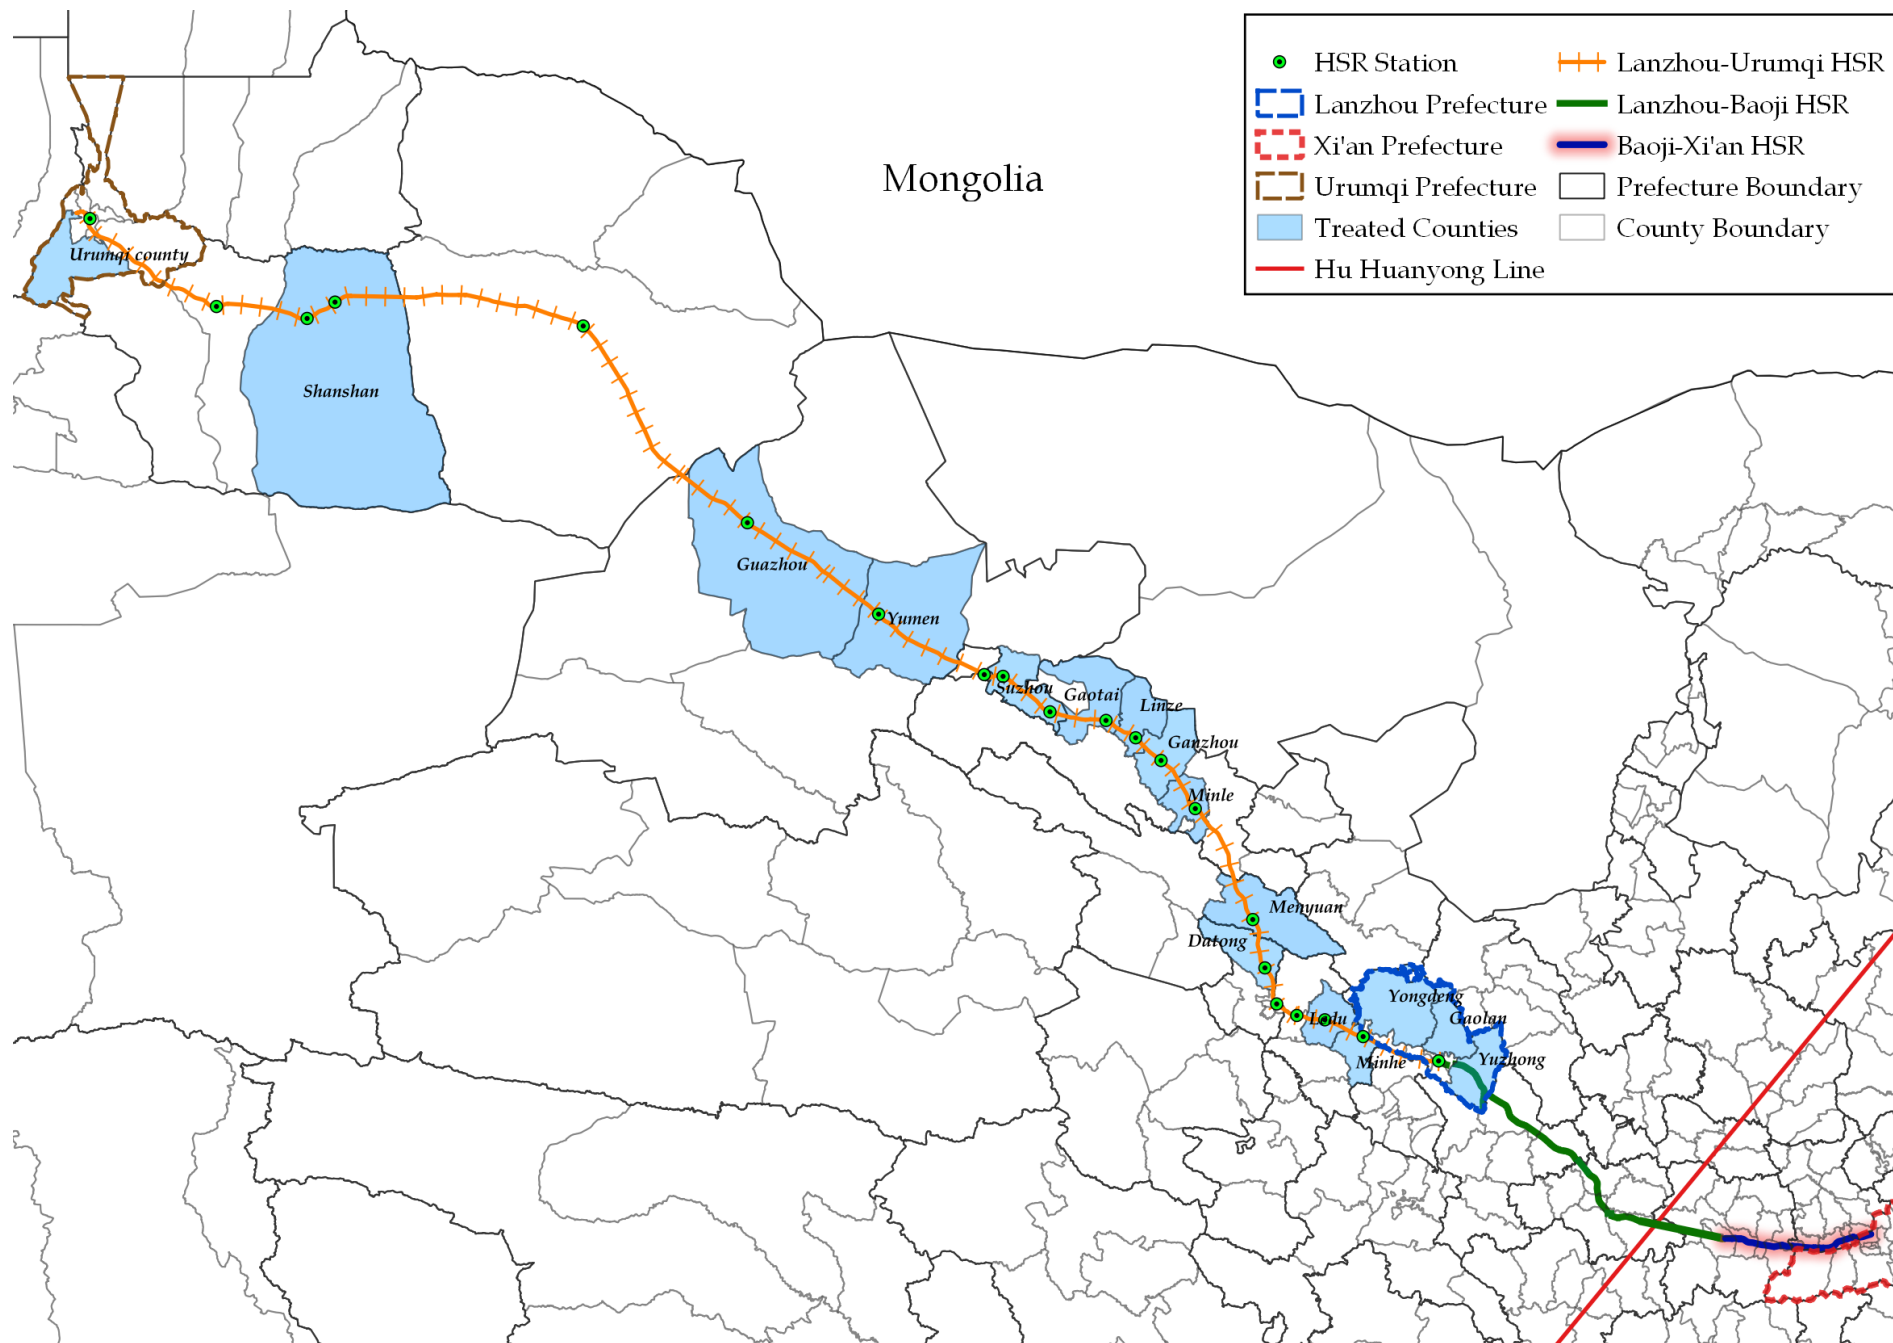 HSR Station
Lanzhou-Urumqi HSR
Lanzhou Prefecture
Lanzhou-Baoji HSR
Xi'an Prefecture
Baoji-Xi'an HSR
Urumqi Prefecture
Prefecture Boundary
Treated Counties
County Boundary
Hu Huanyong Line
Mongolia
Urumqi county
Shanshan
Guazhou
Yumen
Suzhou
Gaotai
Linze
Ganzhou
Minle
Menyuan
Datong
Yongdeng
Ledu
Gaolan
Minhe
Yuzhong